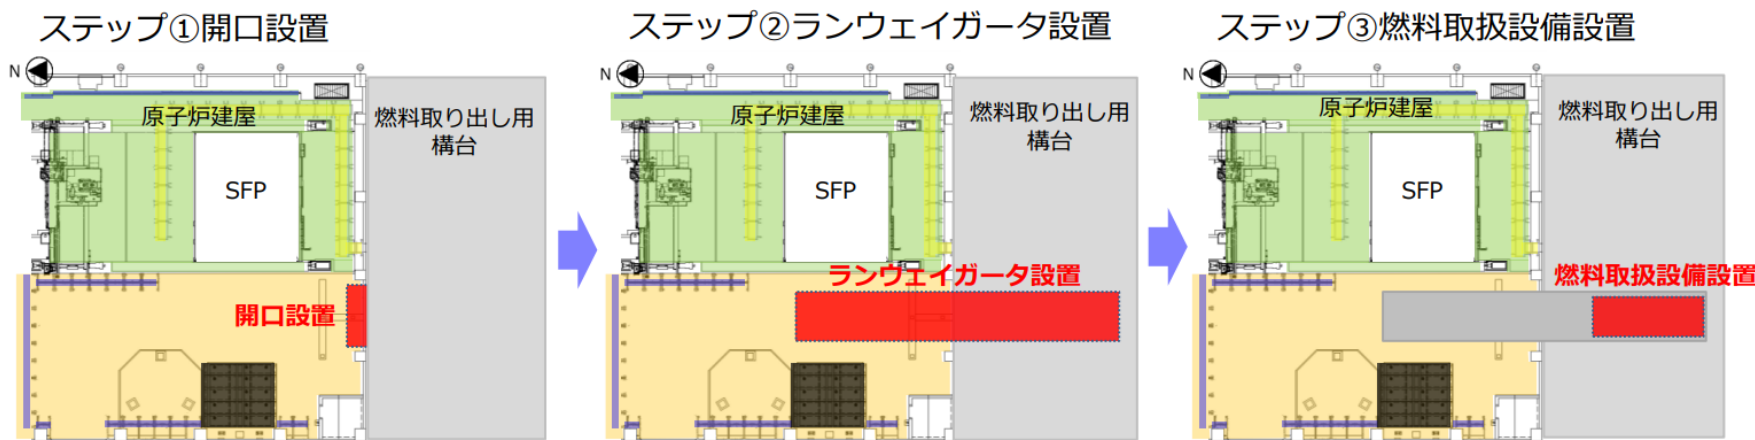 ステップ①開口設置
N
原子炉建屋
燃料取り出し用
構台
SFP
開口設置
ステップ②ランウェイガータ設置
N
原子炉建屋
燃料取り出し用
構台
SFP
ランウェイガータ設置
ステップ③燃料取扱設備設置
N
原子炉建屋
燃料取り出し用
構台
SFP
燃料取扱設備設置